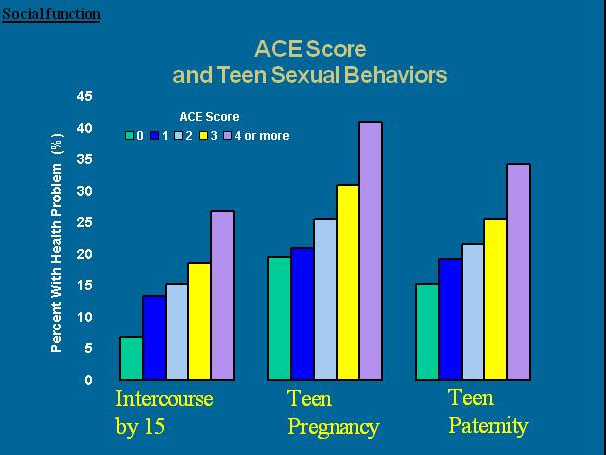 Social function
ACE Score
and Teen Sexual Behaviors
45
40
35
30
25
20
15
10
5
0
Percent With Health Problem (%)
ACE Score
0 1 2 3 4 or more
Intercourse
by 15
Teen
Pregnancy
Teen
Paternity